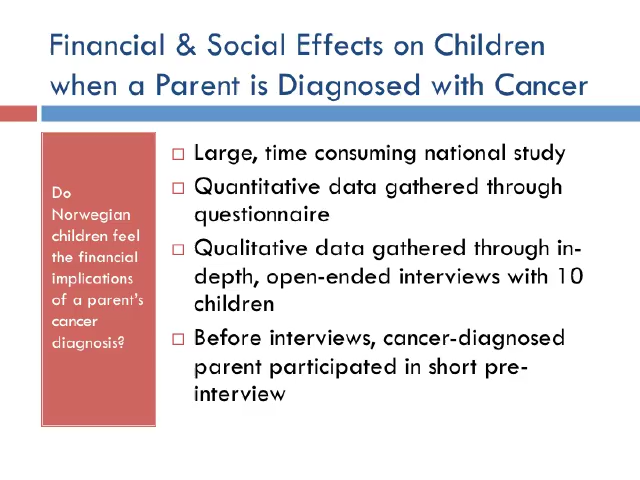 Financial & Social Effects on Children
when a Parent is Diagnosed with Cancer
Do
Norwegian
children feel
the financial
implications
of a parent's
cancer
diagnosis?
Large, time consuming national study
Quantitative data gathered through
questionnaire
Qualitative data gathered through in-
depth, open-ended interviews with 10
children
Before interviews, cancer-diagnosed
parent participated in short pre-
interview